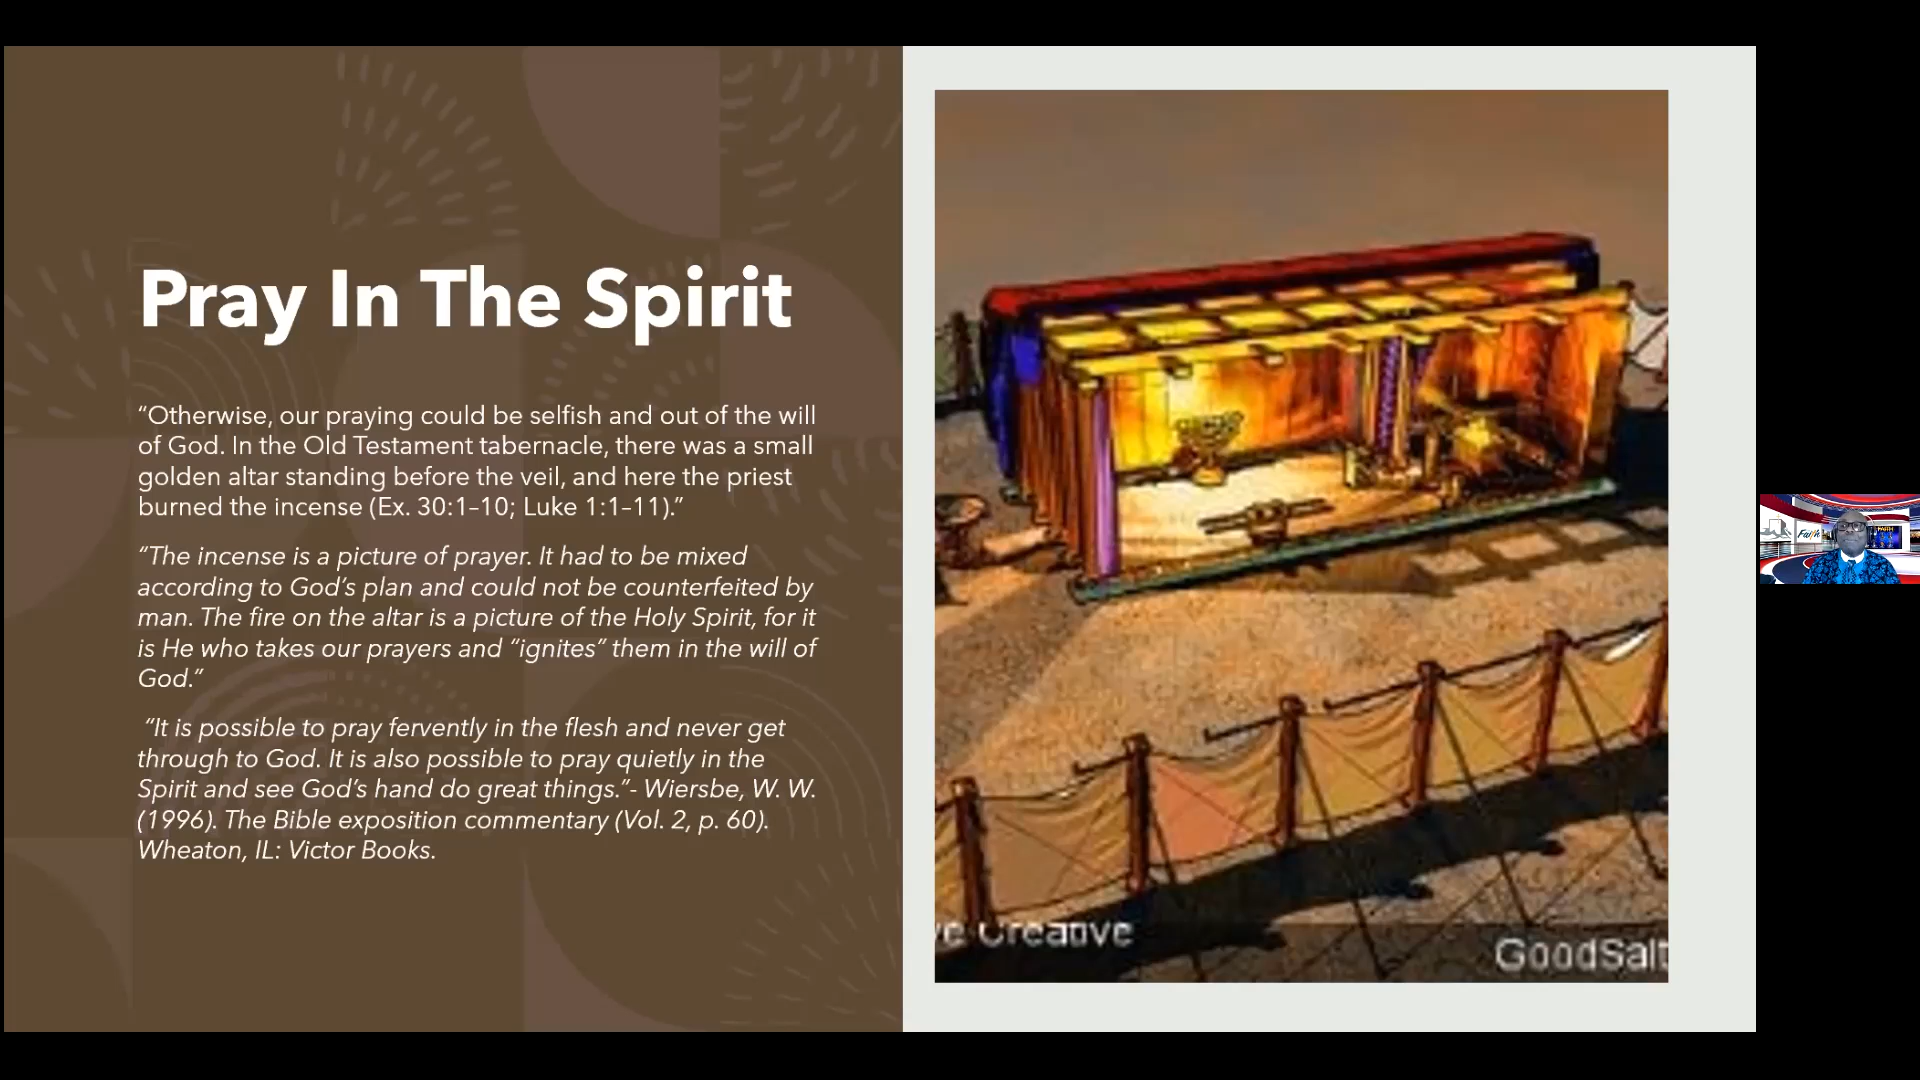 Pray In The Spirit
“Otherwise, our praying could be selfish and out of the will
of God. In the Old Testament tabernacle, there was a small
golden altar standing before the veil, and here the priest
burned the incense (Ex. 30:1–10; Luke 1:1–11).”
“The incense is a picture of prayer. It had to be mixed
according to God’s plan and could not be counterfeited by
man. The fire on the altar is a picture of the Holy Spirit, for it
is He who takes our prayers and “ignites” them in the will of
God.”
“It is possible to pray fervently in the flesh and never get
through to God. It is also possible to pray quietly in the
Spirit and see God’s hand do great things.”- Wiersbe, W. W.
(1996). The Bible exposition commentary (Vol. 2, p. 60).
Wheaton, IL: Victor Books.
Creative
GoodSalt
Faith